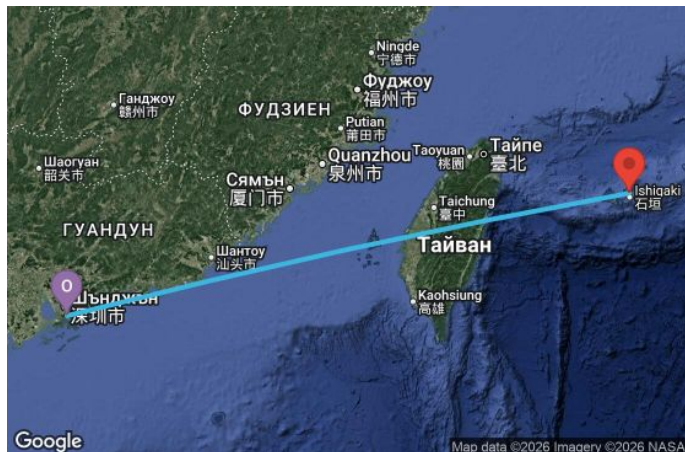 Ningde
宁德市
Фуджоу
福州市
Ганджоу
赣州市
ФУДЗИЕН
Putian
莆田市
Шаогуан
韶关市
Quanzhou
泉州市
Taoyuan
桃園
Тайпе
臺北
Сямън
厦门市
Ishigaki
石垣
Taichung
臺中
ГУАНДУН
Тайван
Шантоу
汕头市
O
Шънджън
深圳市
Kaohsiung
高雄
Google
Map data ©2026 Imagery ©2026 NASA